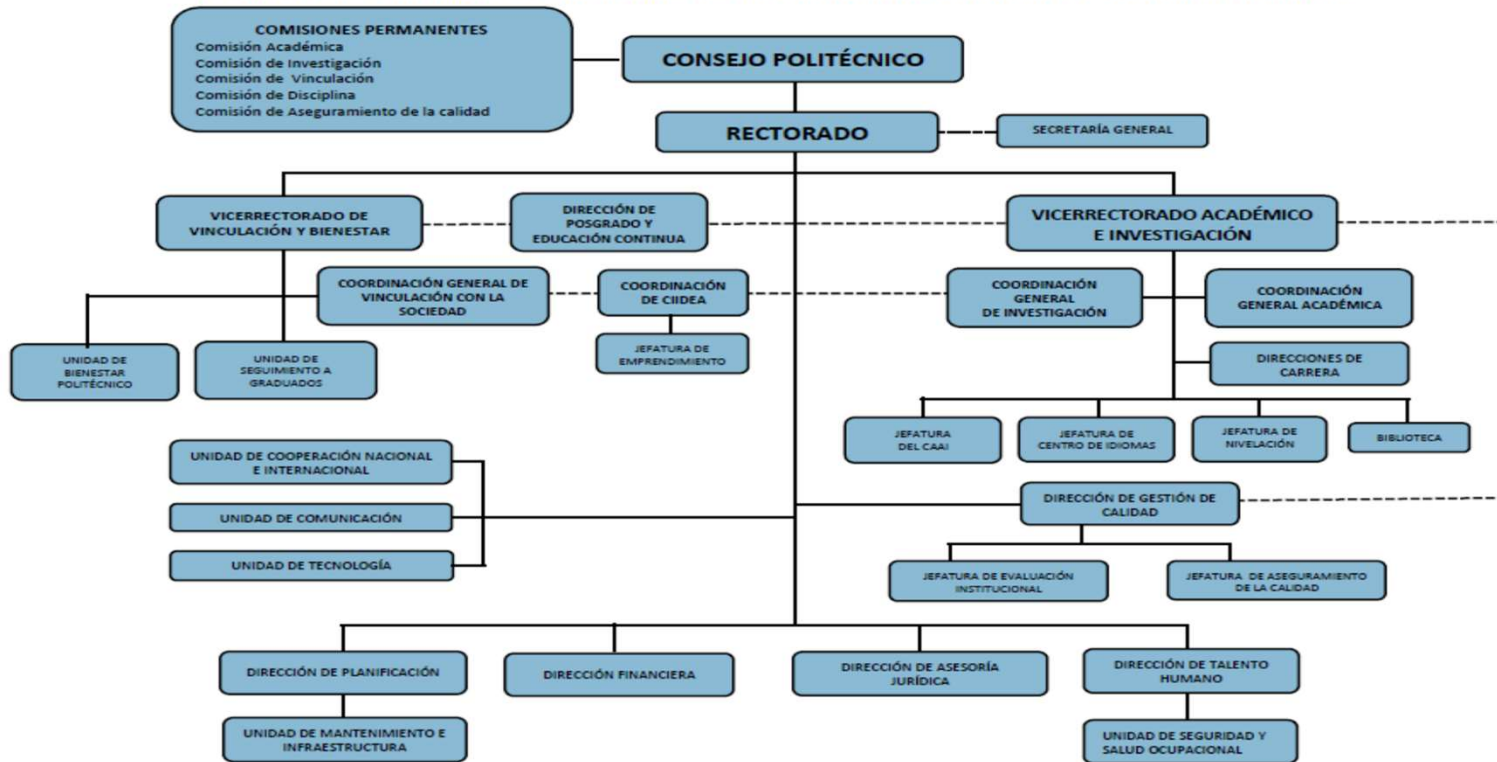 COMISIONES PERMANENTES
Comisión Académica
Comisión de Investigación
Comisión de Vinculación
Comisión de Disciplina
Comisión de Aseguramiento de la calidad
CONSEJO POLITÉCNICO
RECTORADO
SECRETARÍA GENERAL
VICERRECTORADO DE
VINCULACIÓN Y BIENESTAR
DIRECCIÓN DE
POSGRADO Y
EDUCACIÓN CONTINUA
VICERRECTORADO ACADÉMICO
E INVESTIGACIÓN
COORDINACIÓN GENERAL DE
VINCULACIÓN CON LA
SOCIEDAD
COORDINACIÓN
DE CIIDEA
COORDINACIÓN
GENERAL
DE INVESTIGACIÓN
COORDINACIÓN
GENERAL ACADÉMICA
UNIDAD DE
BIENESTAR
POLITÉCNICO
UNIDAD DE
SEGUIMIENTO A
GRADUADOS
JEFATURA DE
EMPRENDIMIENTO
DIRECCIONES DE
CARRERA
JEFATURA
DEL CAAI
JEFATURA DE
CENTRO DE IDIOMAS
JEFATURA DE
NIVELACIÓN
BIBLIOTECA
UNIDAD DE COOPERACIÓN NACIONAL
E INTERNACIONAL
UNIDAD DE COMUNICACIÓN
UNIDAD DE TECNOLOGÍA
DIRECCIÓN DE GESTIÓN DE
CALIDAD
JEFATURA DE EVALUACIÓN
INSTITUCIONAL
JEFATURA DE ASEGURAMIENTO
DE LA CALIDAD
DIRECCIÓN DE PLANIFICACIÓN
DIRECCIÓN FINANCIERA
DIRECCIÓN DE ASESORÍA
JURÍDICA
DIRECCIÓN DE TALENTO
HUMANO
UNIDAD DE MANTENIMIENTO E
INFRAESTRUCTURA
UNIDAD DE SEGURIDAD Y
SALUD OCUPACIONAL